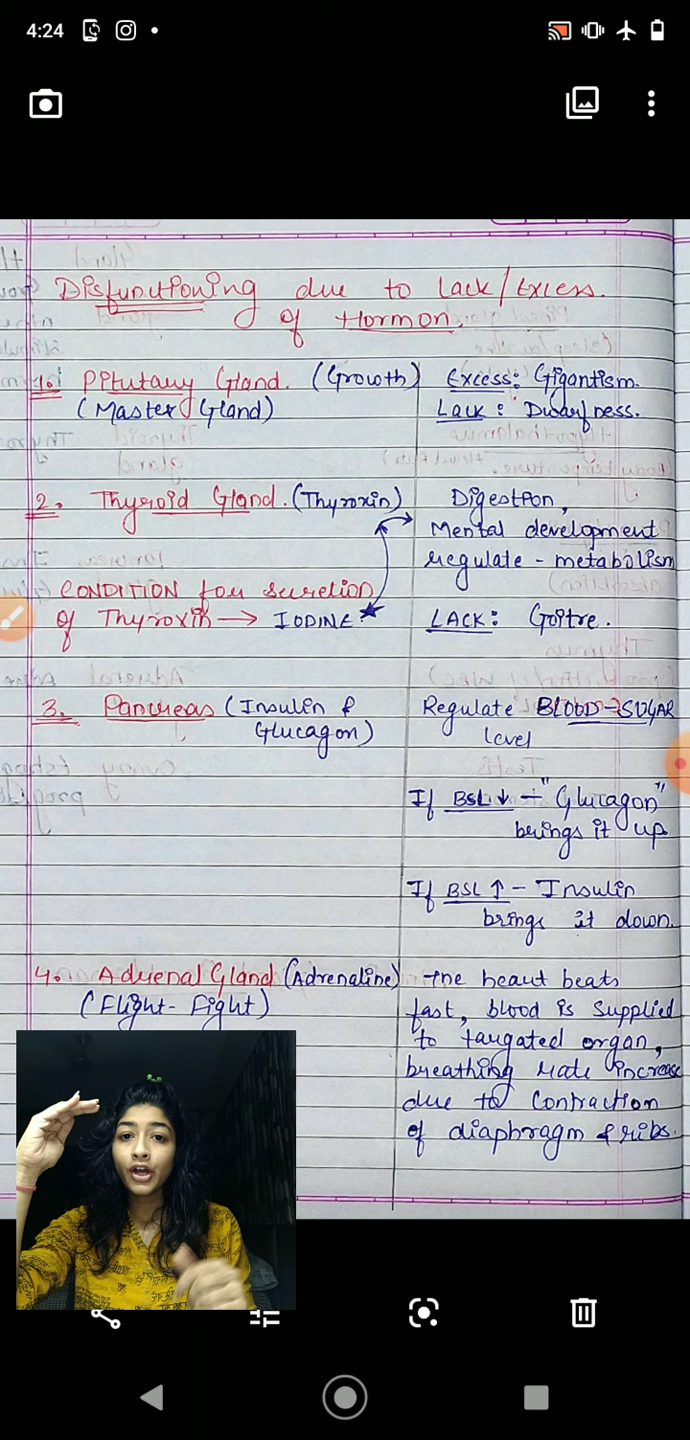 4:24
Disfunctioning due to lack/Excess.
of Hormon.
1. Pitutary Gland. (Growth) Excess: Gigantism.
(Master Gland) Lack: Dwarfness.
2. Thyroid Gland. (Thyroxin) Digestion,
Mental development
regulate - metabolism
CONDITION for secretion
of Thyroxin → IODINE ★ LACK: Goitre.
3. Pancreas (Insulin & Regulate BLOOD-SUGAR
Glucagon) level
If BSL ↓ - "Glucagon"
brings it up
If BSL ↑ - Insulin
brings it down.
4. Adrenal Gland (Adrenaline) The heart beats
(Flight- Fight) fast, blood is supplied
to targated organ,
breathing rate increase
due to Contraction
of diaphragm & ribs.